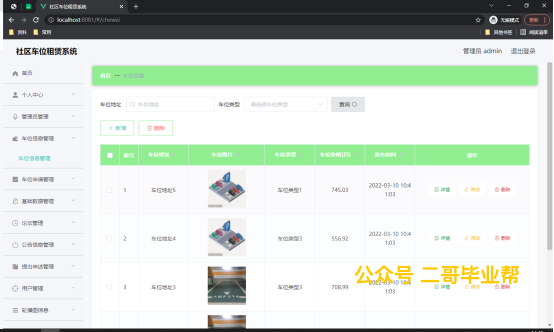 社区车位租赁系统
localhost:8081/#/chewei
无痕模式
更新
资料
常用
其他书签
阅读清单
社区车位租赁系统
管理员 admin
退出登录
首页
个人中心
管理员管理
车位信息管理
车位信息管理
车位申请管理
基础数据管理
论坛管理
公告信息管理
用户管理
轮播图信息
首页
车位信息
车位地址
车位地址
车位类型
请选择车位类型
查询
新增
删除
索引 车位地址 车位图片 车位类型 车位价格(日) 发布时间 操作
1 车位地址5 车位类型1 745.03 2022-03-10 10:4
1:03
详情 修改 删除
2 车位地址4 车位类型3 556.92 2022-03-10 10:4
1:03
详情 修改 删除
3 车位地址3 车位类型3 708.99 2022-03-10 10:4
1:03
详情 修改 删除
公众号 二哥毕业帮